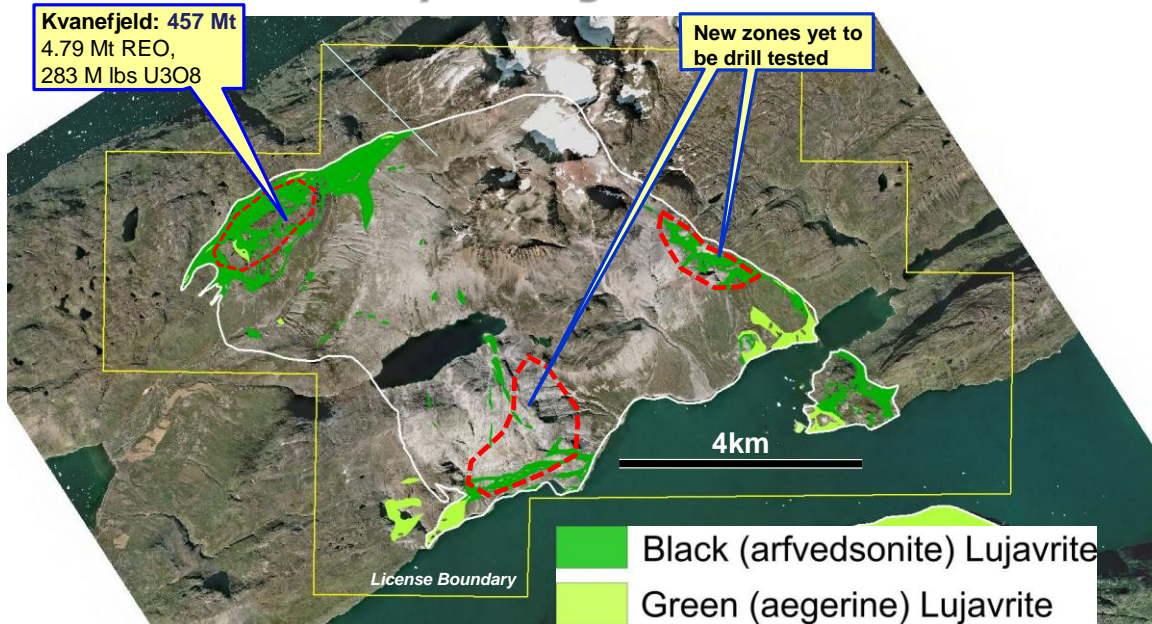 Kvanefjeld: 457 Mt
4.79 Mt REO,
283 M lbs U3O8
New zones yet to
be drill tested
4km
License Boundary
Black (arfvedsonite) Lujavrite
Green (aegerine) Lujavrite